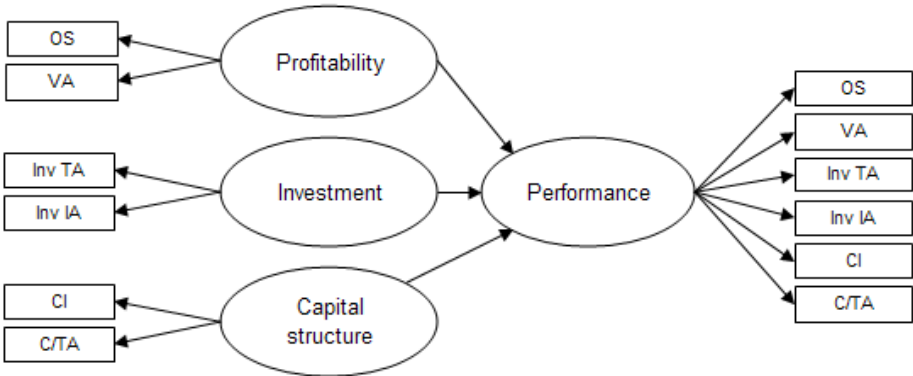 OS
VA
Profitability
Inv TA
Inv IA
Investment
CI
C/TA
Capital
structure
Performance
OS
VA
Inv TA
Inv IA
CI
C/TA